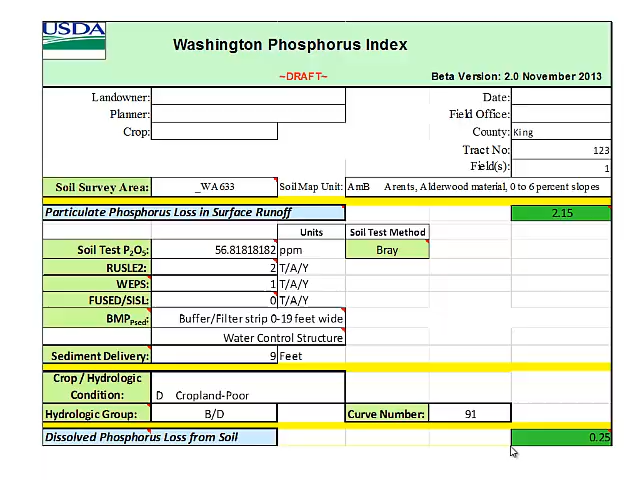 USDA
Washington Phosphorus Index
~DRAFT~ Beta Version: 2.0 November 2013
Landowner: Date:
Planner: Field Office:
Crop: County: King
Tract No: 123
Field(s): 1
Soil Survey Area: _WA633 Soil Map Unit: AmB Arents, Alderwood material, 0 to 6 percent slopes
Particulate Phosphorus Loss in Surface Runoff 2.15
Units Soil Test Method
Soil Test P2O5: 56.81818182 ppm Bray
RUSLE2: 2 T/A/Y
WEPS: 1 T/A/Y
FUSED/SISL: 0 T/A/Y
BMPPsed: Buffer/Filter strip 0-19 feet wide
Water Control Structure
Sediment Delivery: 9 Feet
Crop / Hydrologic
Condition: D Cropland-Poor
Hydrologic Group: B/D Curve Number: 91
Dissolved Phosphorus Loss from Soil 0.25